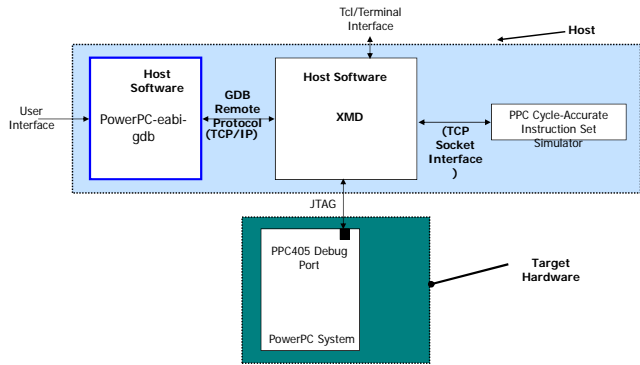 Tcl/Terminal
Interface
Host
Host
Software
PowerPC-eabi-
gdb
User
Interface
GDB
Remote
Protocol
(TCP/IP)
Host Software
XMD
(TCP
Socket
Interface
)
PPC Cycle-Accurate
Instruction Set
Simulator
JTAG
PPC405 Debug
Port
PowerPC System
Target
Hardware